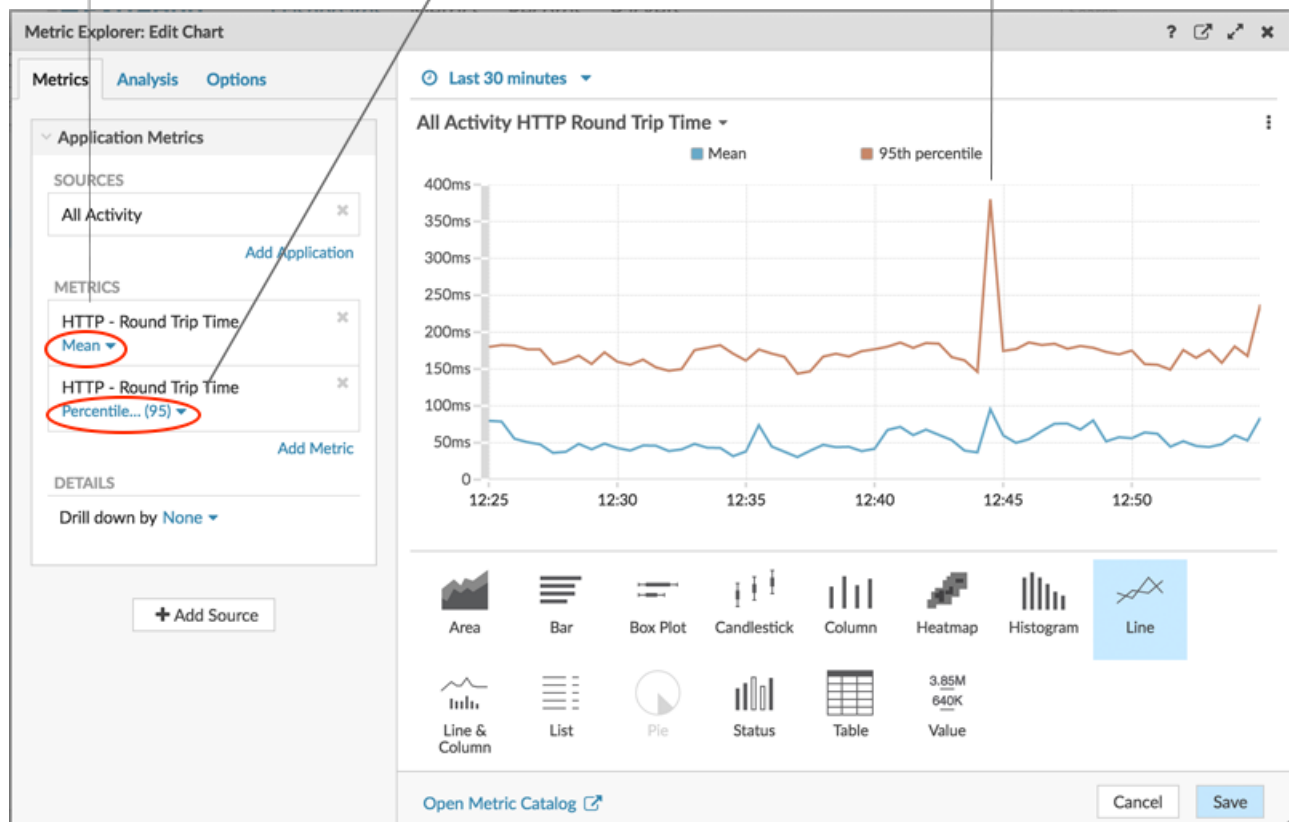 Metric Explorer: Edit Chart
?
Metrics
Analysis
Options
Last 30 minutes
Application Metrics
SOURCES
All Activity
Add Application
METRICS
HTTP - Round Trip Time
Mean
HTTP - Round Trip Time
Percentile... (95)
Add Metric
DETAILS
Drill down by None
+ Add Source
All Activity HTTP Round Trip Time
Mean
95th percentile
400ms
350ms
300ms
250ms
200ms
150ms
100ms
50ms
0
12:25
12:30
12:35
12:40
12:45
12:50
Area
Bar
Box Plot
Candlestick
Column
Heatmap
Histogram
Line
Line &
Column
List
Pie
Status
Table
3.85M
640K
Value
Open Metric Catalog
Cancel
Save